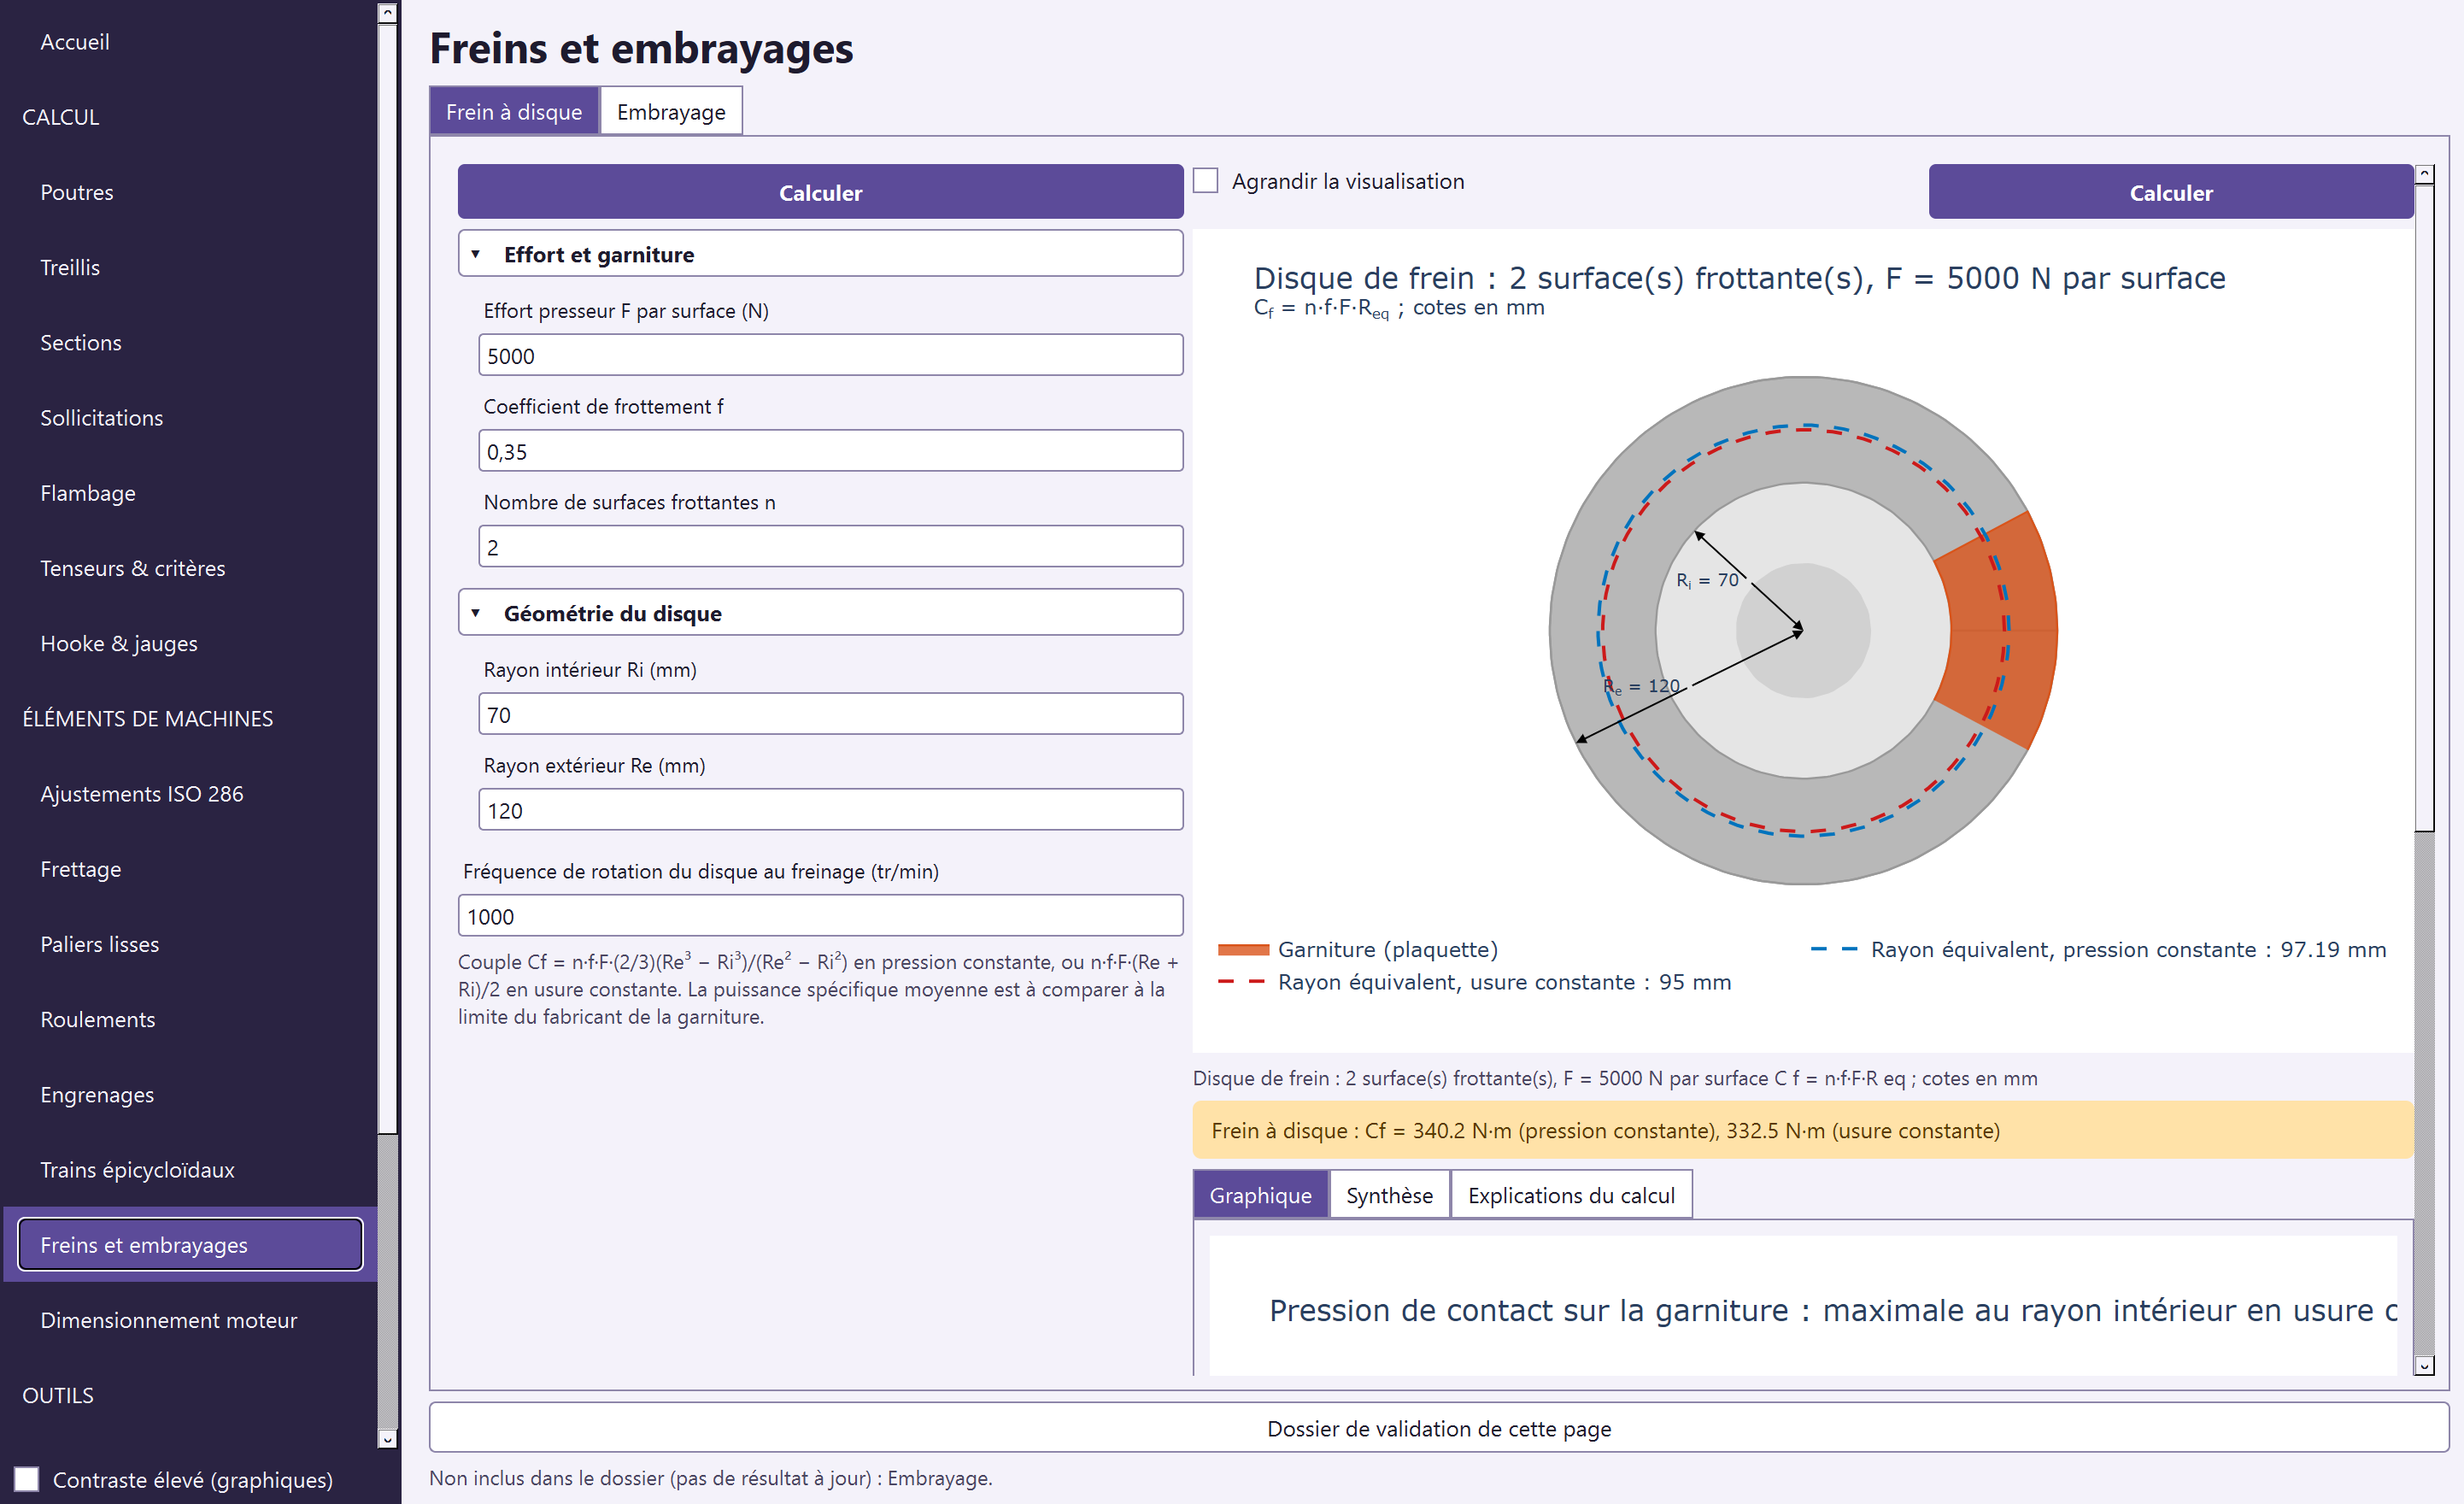 Accueil
CALCUL
Poutres
Treillis
Sections
Sollicitations
Flambage
Tenseurs & critères
Hooke & jauges
ÉLÉMENTS DE MACHINES
Ajustements ISO 286
Frettage
Paliers lisses
Roulements
Engrenages
Trains épicycloïdaux
Freins et embrayages
Dimensionnement moteur
OUTILS
Contraste élevé (graphiques)
Freins et embrayages
Frein à disque
Embrayage
Calculer
▼ Effort et garniture
Effort presseur F par surface (N)
5000
Coefficient de frottement f
0,35
Nombre de surfaces frottantes n
2
▼ Géométrie du disque
Rayon intérieur Ri (mm)
70
Rayon extérieur Re (mm)
120
Fréquence de rotation du disque au freinage (tr/min)
1000
Couple Cf = n·f·F·(2/3)(Re³ − Ri³)/(Re² − Ri²) en pression constante, ou n·f·F·(Re +
Ri)/2 en usure constante. La puissance spécifique moyenne est à comparer à la
limite du fabricant de la garniture.
Agrandir la visualisation
Calculer
Disque de frein : 2 surface(s) frottante(s), F = 5000 N par surface
Cf = n·f·F·Req ; cotes en mm
Ri = 70
Re = 120
Garniture (plaquette)
Rayon équivalent, pression constante : 97.19 mm
Rayon équivalent, usure constante : 95 mm
Disque de frein : 2 surface(s) frottante(s), F = 5000 N par surface C f = n·f·F·R eq ; cotes en mm
Frein à disque : Cf = 340.2 N·m (pression constante), 332.5 N·m (usure constante)
Graphique
Synthèse
Explications du calcul
Pression de contact sur la garniture : maximale au rayon intérieur en usure c
Dossier de validation de cette page
Non inclus dans le dossier (pas de résultat à jour) : Embrayage.